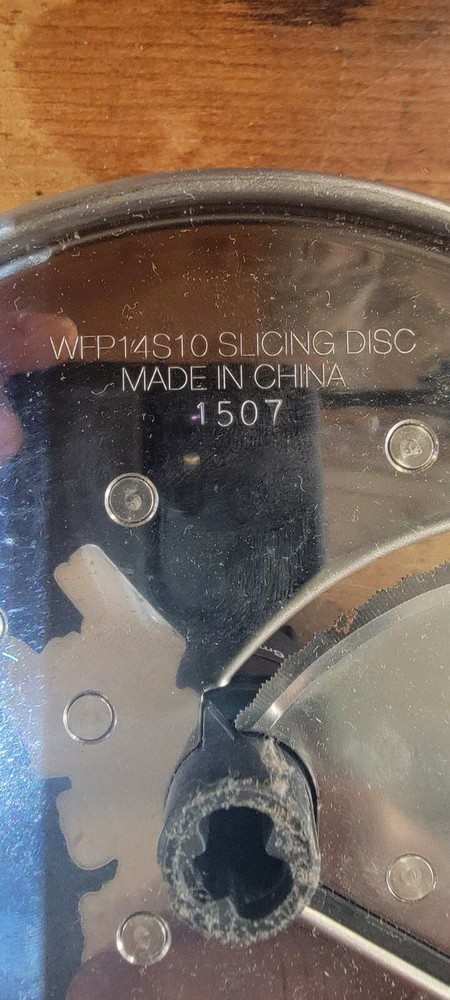 WFP14S10 SLICING DISC
MADE IN CHINA
1507